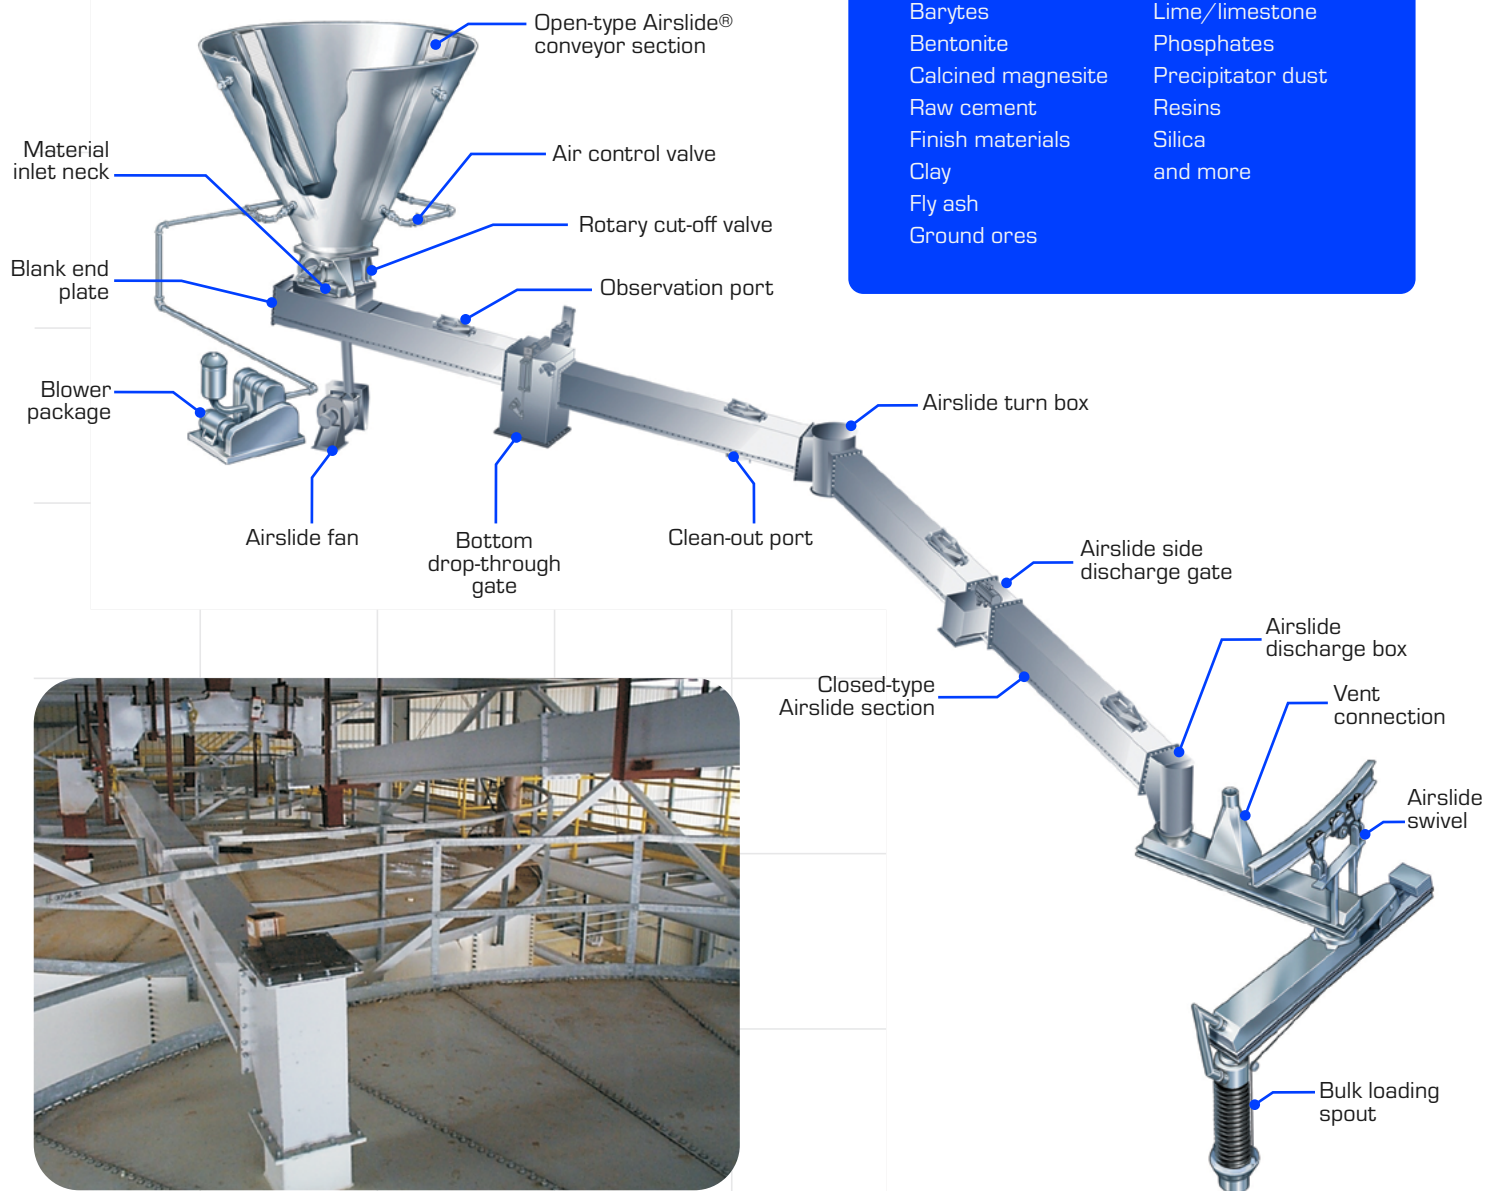 Open-type Airslide®
conveyor section
Material
inlet neck
Air control valve
Rotary cut-off valve
Blank end
plate
Observation port
Blower
package
Airslide turn box
Airslide fan
Bottom
drop-through
gate
Clean-out port
Airslide side
discharge gate
Closed-type
Airslide section
Airslide
discharge box
Vent
connection
Airslide
swivel
Bulk loading
spout
Barytes
Bentonite
Calcined magnesite
Raw cement
Finish materials
Clay
Fly ash
Ground ores
Lime/limestone
Phosphates
Precipitator dust
Resins
Silica
and more